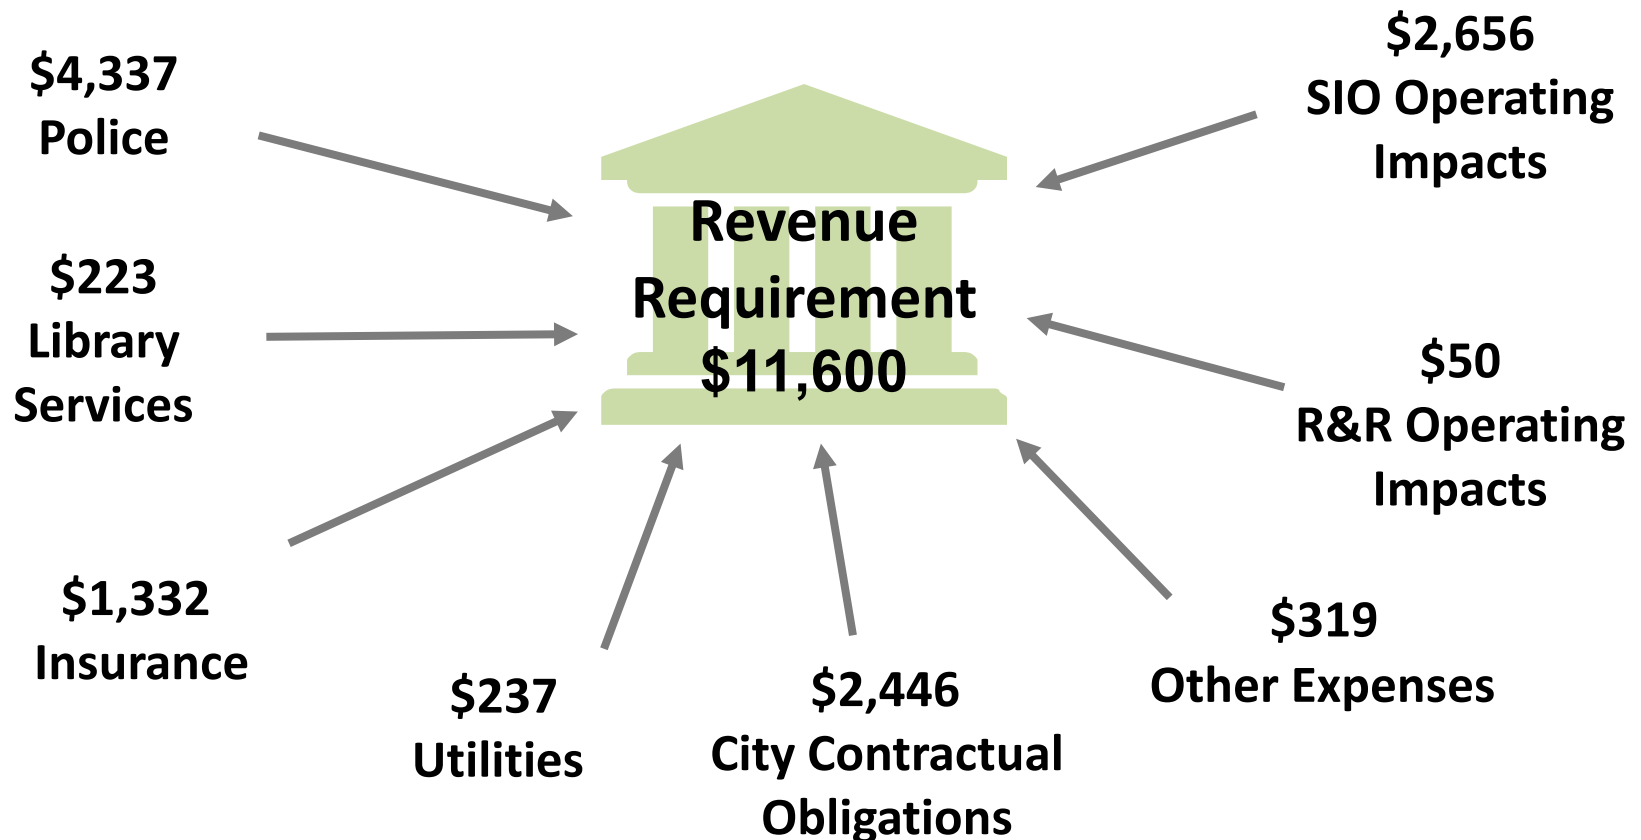 $4,337
Police
$223
Library
Services
$1,332
Insurance
$237
Utilities
$2,446
City Contractual
Obligations
Revenue
Requirement
$11,600
$2,656
SIO Operating
Impacts
$50
R&R Operating
Impacts
$319
Other Expenses